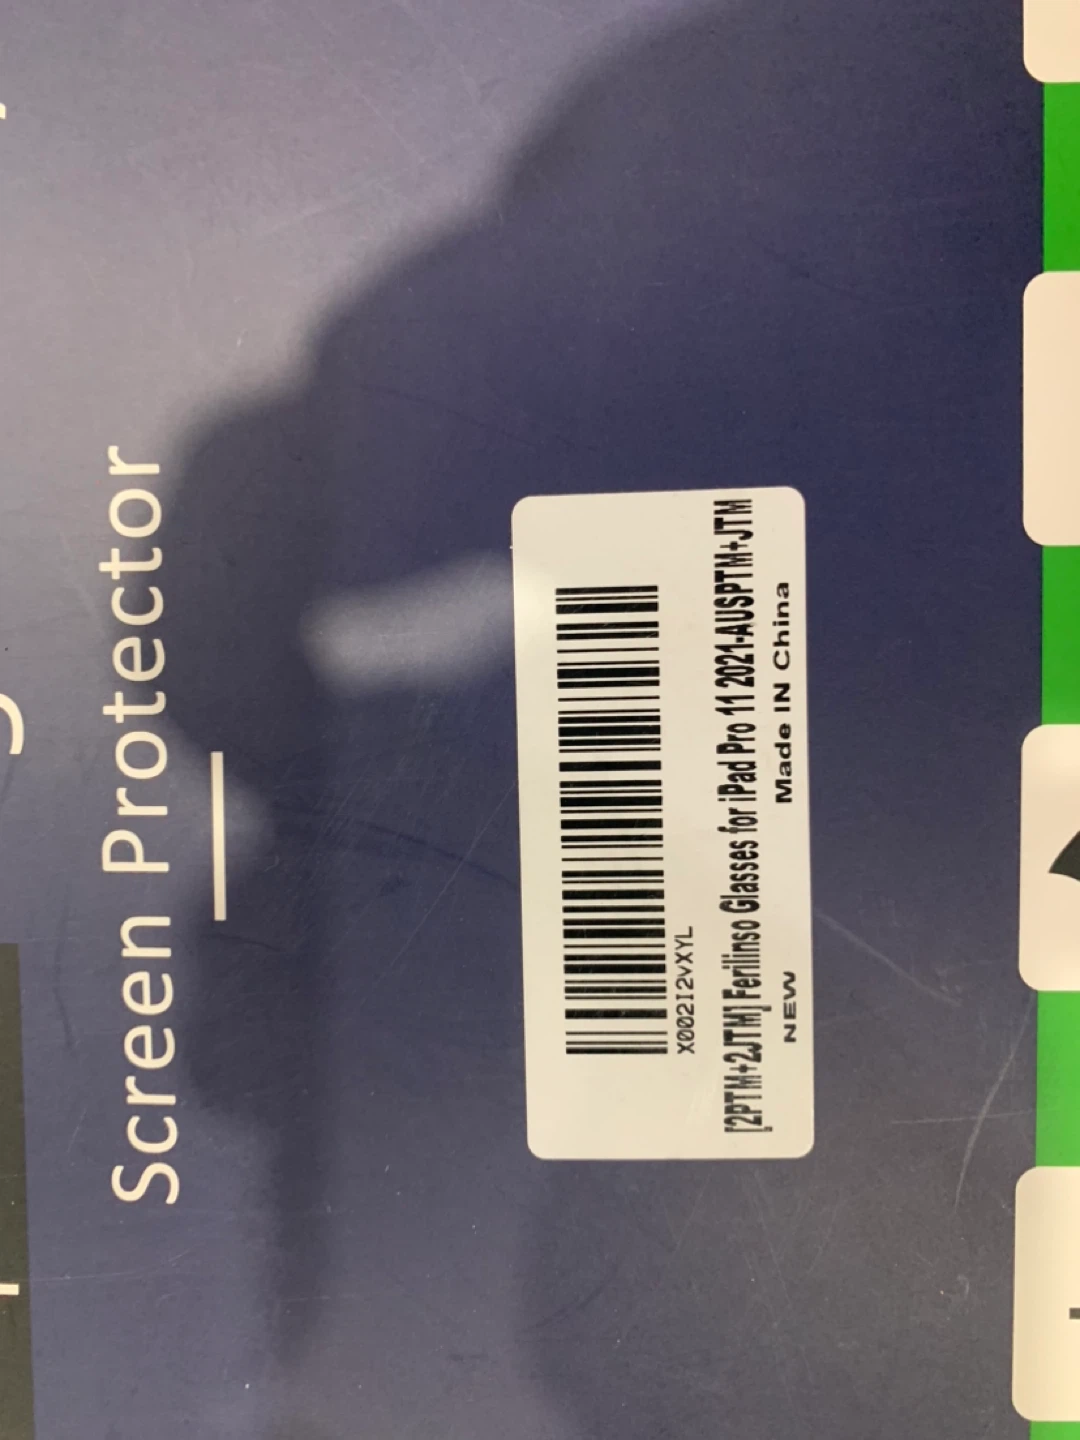 Screen Protector
X002I2VXYL
[2PTM+2JTM] Ferilinso Glasses for iPad Pro 11 2021-AUSPTM+JTM
NEW Made IN China